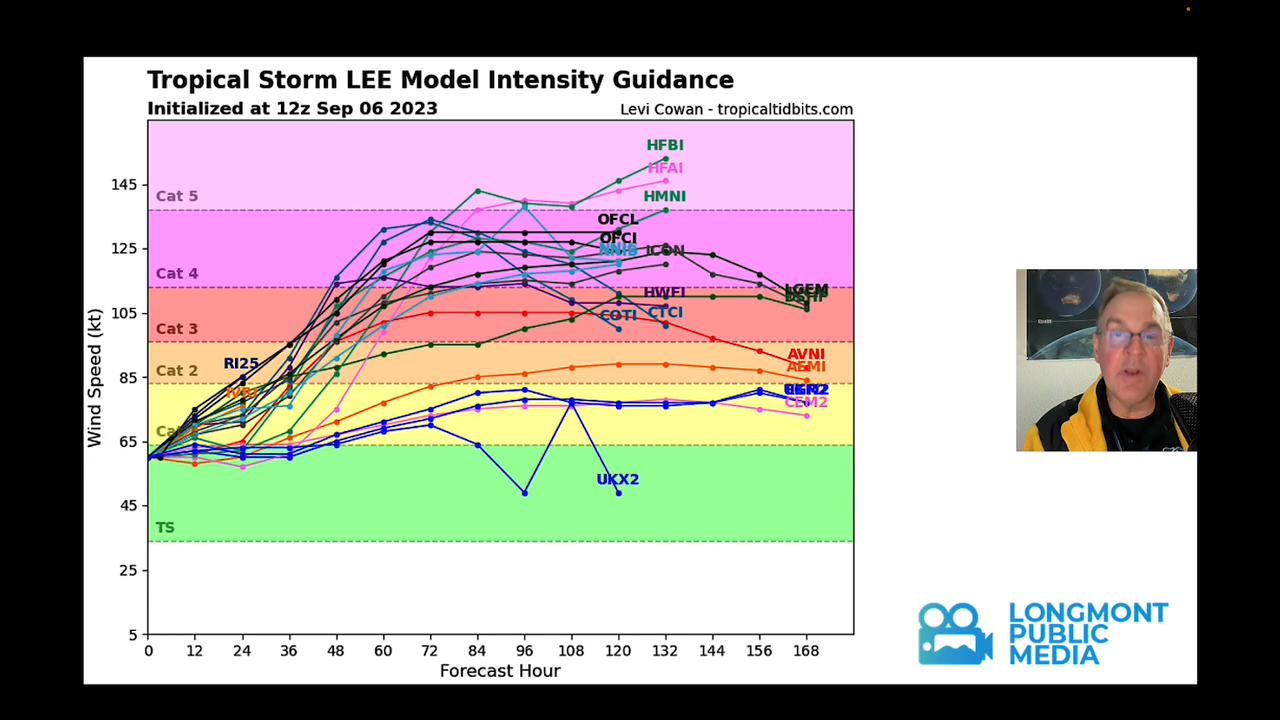 Tropical Storm LEE Model Intensity Guidance
Initialized at 12z Sep 06 2023
Levi Cowan - tropicaltidbits.com
HFBI
HFAI
145
Cat 5
HMNI
OFCL
OFCI
125
NNIB
ICON
Cat 4
HWFI
LGEM
105
COTI
CTCI
Cat 3
AVNI
RI25
Cat 2
AEMI
85
CEM2
65
UKX2
45
TS
25
5
0 12 24 36 48 60 72 84 96 108 120 132 144 156 168
Forecast Hour
Wind Speed (kt)
LONGMONT
PUBLIC
MEDIA